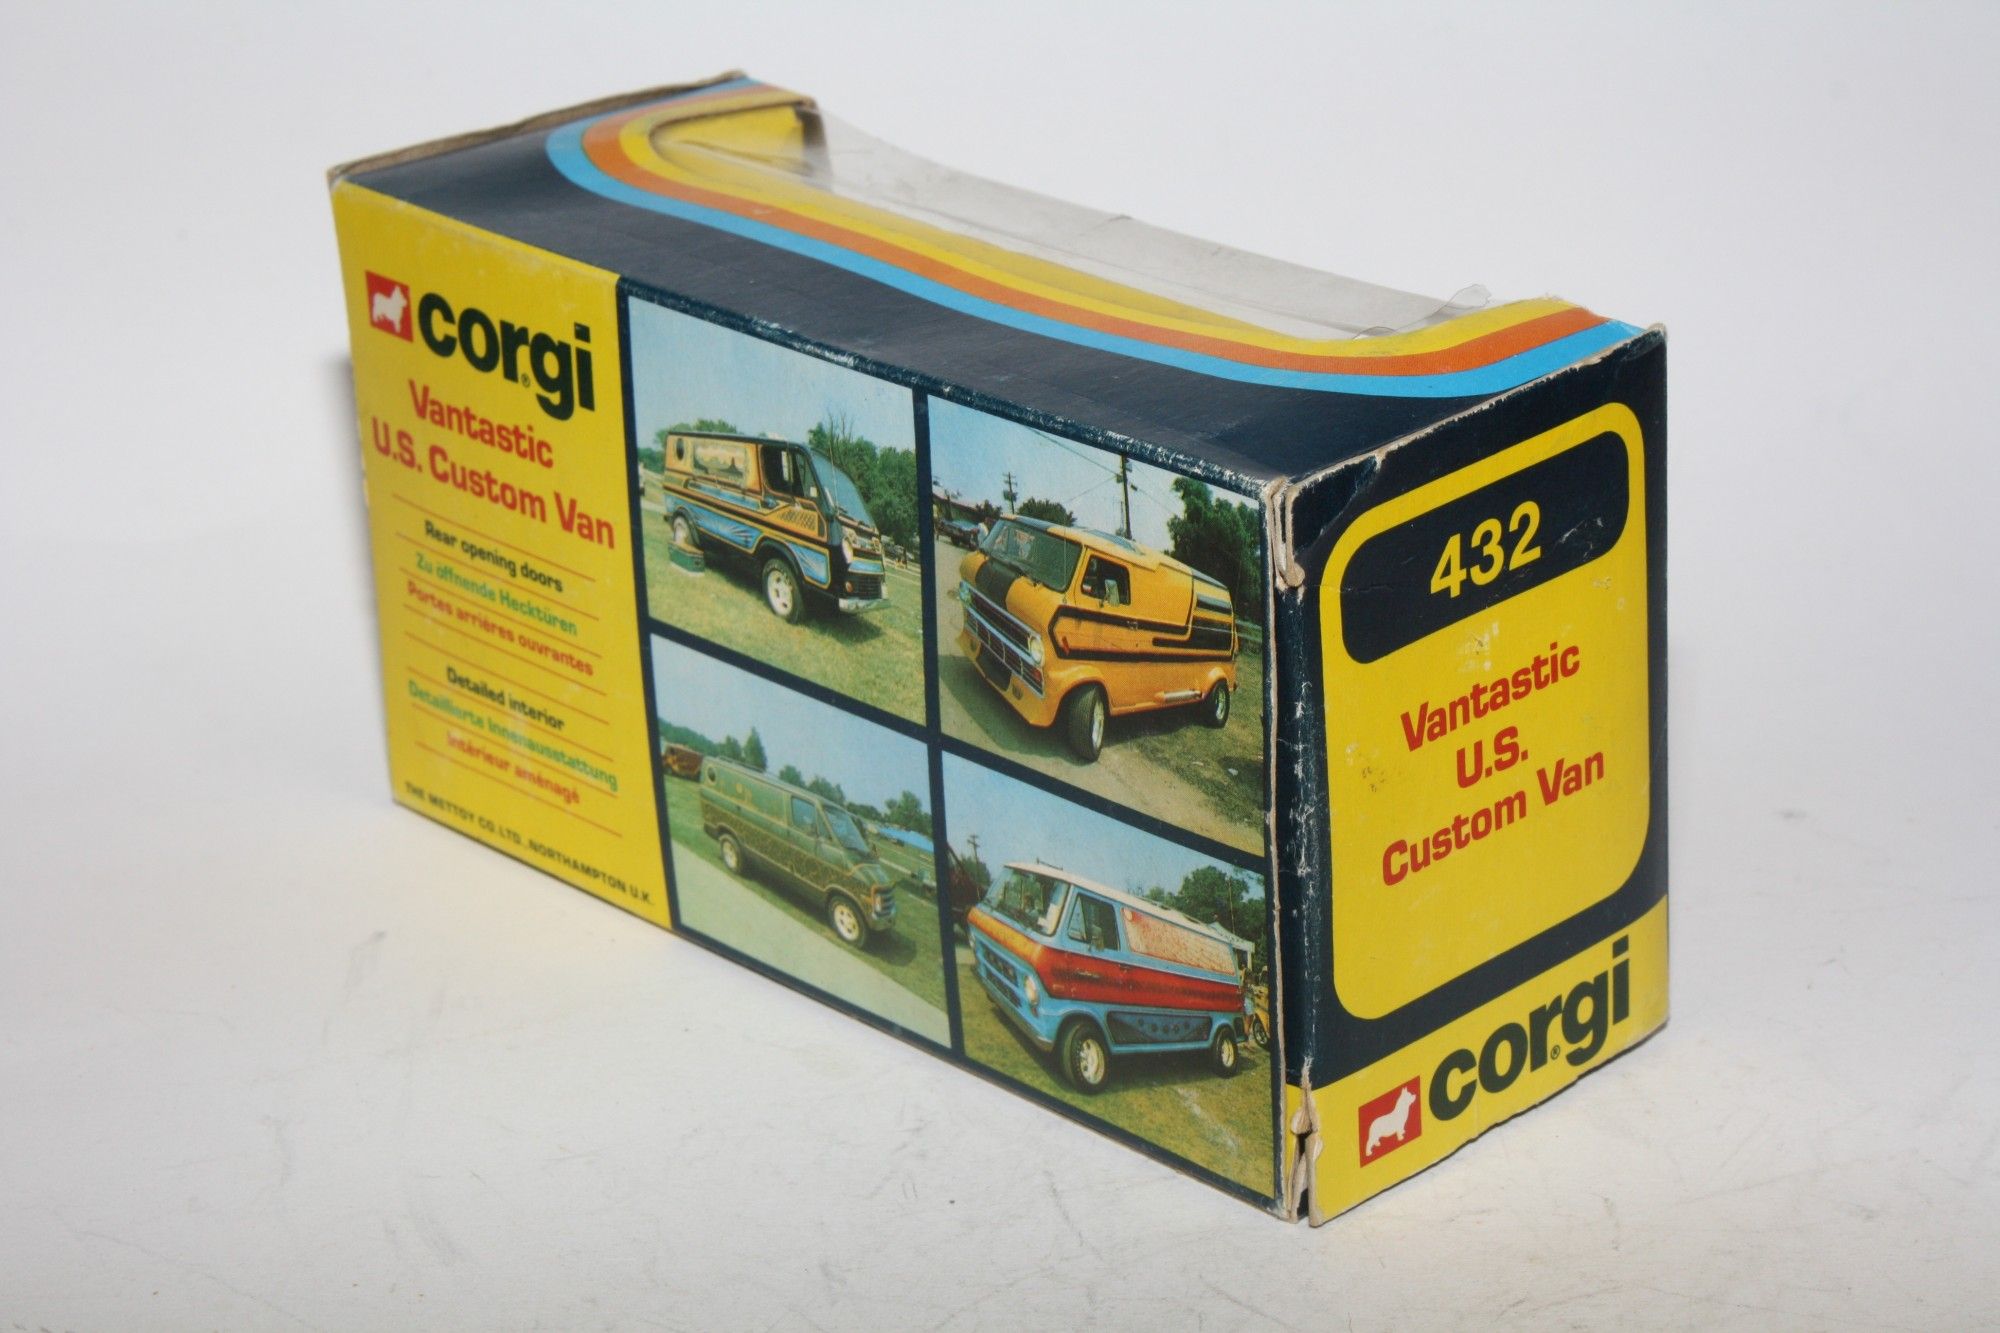 corgi®
Vantastic
U.S. Custom Van
Rear opening doors
Zu öffnende Hecktüren
Portes arrières ouvrantes
Detailed interior
Detaillierte Innenausstattung
Intérieur aménagé
THE METTOY CO. LTD., NORTHAMPTON U.K.
432
Vantastic
U.S.
Custom Van
corgi®